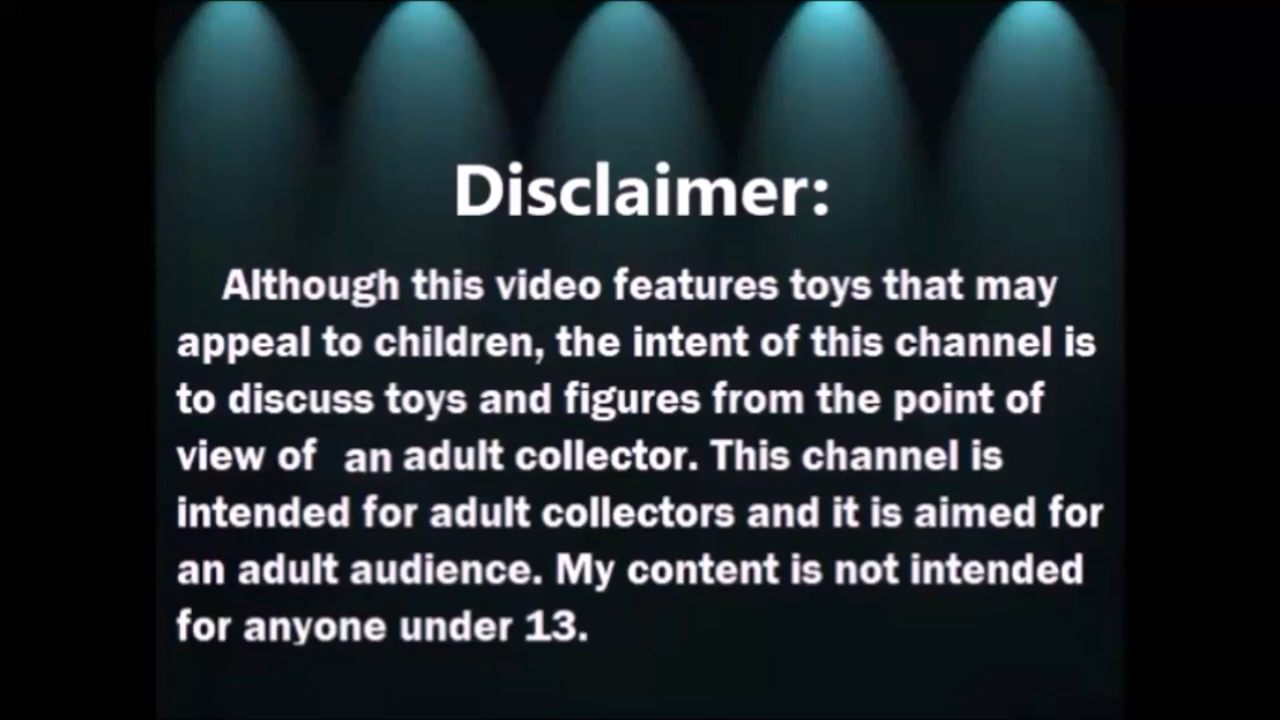 Disclaimer:
Although this video features toys that may
appeal to children, the intent of this channel is
to discuss toys and figures from the point of
view of an adult collector. This channel is
intended for adult collectors and it is aimed for
an adult audience. My content is not intended
for anyone under 13.